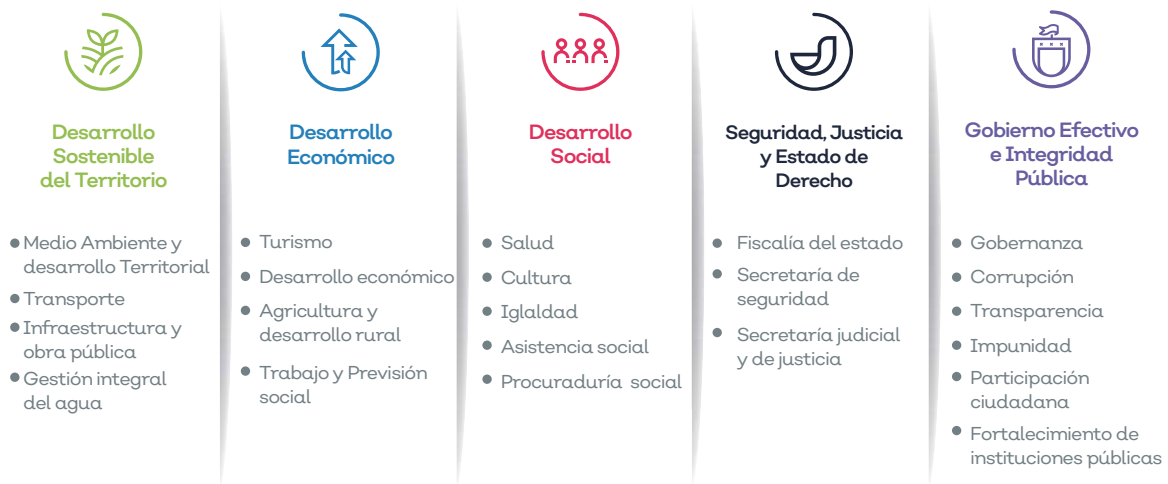 Desarrollo
Sostenible
del Territorio
Medio Ambiente y
desarrollo Territorial
Transporte
Infraestructura y
obra pública
Gestión integral
del agua
Desarrollo
Económico
Turismo
Desarrollo económico
Agricultura y
desarrollo rural
Trabajo y Previsión
social
Desarrollo
Social
Salud
Cultura
Iglaldad
Asistencia social
Procuraduría social
Seguridad, Justicia
y Estado de
Derecho
Fiscalía del estado
Secretaría de
seguridad
Secretaría judicial
y de justicia
Gobierno Efectivo
e Integridad
Pública
Gobernanza
Corrupción
Transparencia
Impunidad
Participación
ciudadana
Fortalecimiento de
instituciones públicas